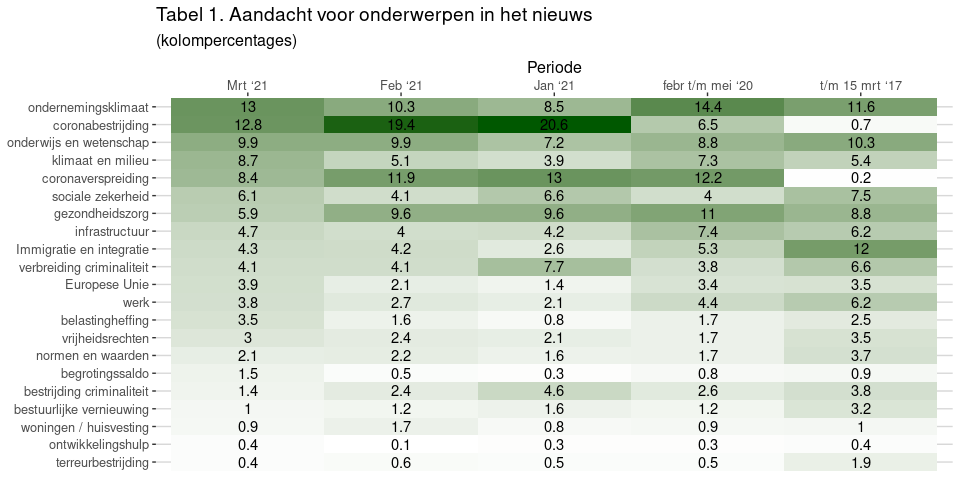 Tabel 1. Aandacht voor onderwerpen in het nieuws
(kolompercentages)
Periode
Mrt ‘21 Feb ‘21 Jan ‘21 febr t/m mei ‘20 t/m 15 mrt ‘17
ondernemingsklimaat 13 10.3 8.5 14.4 11.6
coronabestrijding 12.8 19.4 20.6 6.5 0.7
onderwijs en wetenschap 9.9 9.9 7.2 8.8 10.3
klimaat en milieu 8.7 5.1 3.9 7.3 5.4
coronaverspreiding 8.4 11.9 13 12.2 0.2
sociale zekerheid 6.1 4.1 6.6 4 7.5
gezondheidszorg 5.9 9.6 9.6 11 8.8
infrastructuur 4.7 4 4.2 7.4 6.2
Immigratie en integratie 4.3 4.2 2.6 5.3 12
verbreiding criminaliteit 4.1 4.1 7.7 3.8 6.6
Europese Unie 3.9 2.1 1.4 3.4 3.5
werk 3.8 2.7 2.1 4.4 6.2
belastingheffing 3.5 1.6 0.8 1.7 2.5
vrijheidsrechten 3 2.4 2.1 1.7 3.5
normen en waarden 2.1 2.2 1.6 1.7 3.7
begrotingssaldo 1.5 0.5 0.3 0.8 0.9
bestrijding criminaliteit 1.4 2.4 4.6 2.6 3.8
bestuurlijke vernieuwing 1 1.2 1.6 1.2 3.2
woningen / huisvesting 0.9 1.7 0.8 0.9 1
ontwikkelingshulp 0.4 0.1 0.3 0.3 0.4
terreurbestrijding 0.4 0.6 0.5 0.5 1.9